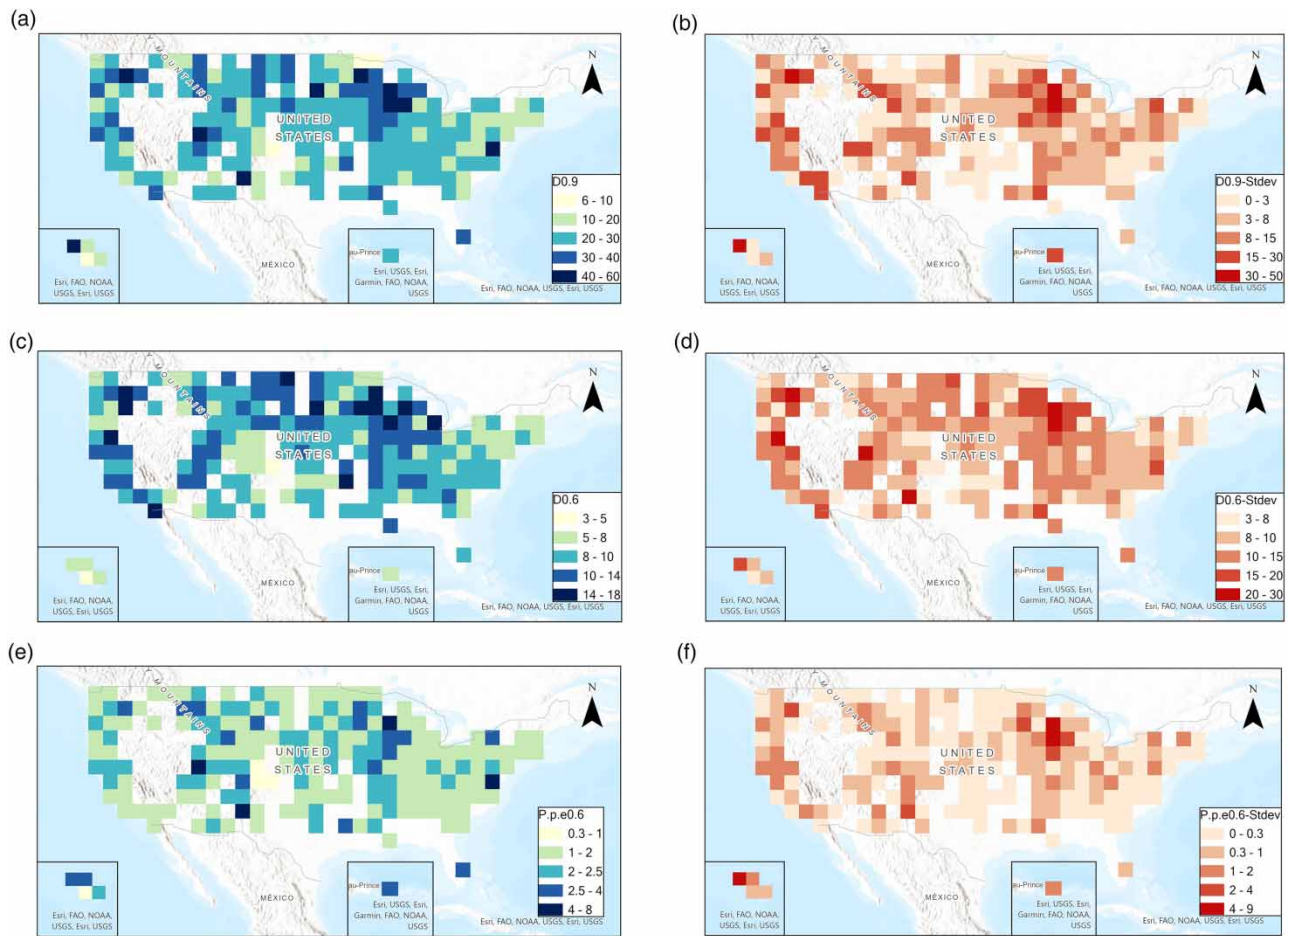 (a)
Y MOUNTAINS
UNITED
STATES
MÉXICO
N
D0.9
6 - 10
10 - 20
20 - 30
30 - 40
40 - 60
Esri, FAO, NOAA,
USGS, Esri, USGS
au-Prince
Esri, USGS, Esri,
Garmin, FAO, NOAA,
USGS
Esri, FAO, NOAA, USGS, Esri, USGS
(b)
Y MOUNTAINS
UNITED
STATES
MÉXICO
N
D0.9-Stdev
0 - 3
3 - 8
8 - 15
15 - 30
30 - 50
Esri, FAO, NOAA,
USGS, Esri, USGS
au-Prince
Esri, USGS, Esri,
Garmin, FAO, NOAA,
USGS
Esri, FAO, NOAA, USGS, Esri, USGS
(c)
Y MOUNTAINS
UNITED
STATES
MÉXICO
N
D0.6
3 - 5
5 - 8
8 - 10
10 - 14
14 - 18
Esri, FAO, NOAA,
USGS, Esri, USGS
au-Prince
Esri, USGS, Esri,
Garmin, FAO, NOAA,
USGS
Esri, FAO, NOAA, USGS, Esri, USGS
(d)
Y MOUNTAINS
UNITED
STATES
MÉXICO
N
D0.6-Stdev
3 - 8
8 - 10
10 - 15
15 - 20
20 - 30
Esri, FAO, NOAA,
USGS, Esri, USGS
au-Prince
Esri, USGS, Esri,
Garmin, FAO, NOAA,
USGS
Esri, FAO, NOAA, USGS, Esri, USGS
(e)
Y MOUNTAINS
UNITED
STATES
MÉXICO
N
P.p.e0.6
0.3 - 1
1 - 2
2 - 2.5
2.5 - 4
4 - 8
Esri, FAO, NOAA,
USGS, Esri, USGS
au-Prince
Esri, USGS, Esri,
Garmin, FAO, NOAA,
USGS
Esri, FAO, NOAA, USGS, Esri, USGS
(f)
Y MOUNTAINS
UNITED
STATES
MÉXICO
N
P.p.e0.6-Stdev
0 - 0.3
0.3 - 1
1 - 2
2 - 4
4 - 9
Esri, FAO, NOAA,
USGS, Esri, USGS
au-Prince
Esri, USGS, Esri,
Garmin, FAO, NOAA,
USGS
Esri, FAO, NOAA, USGS, Esri, USGS